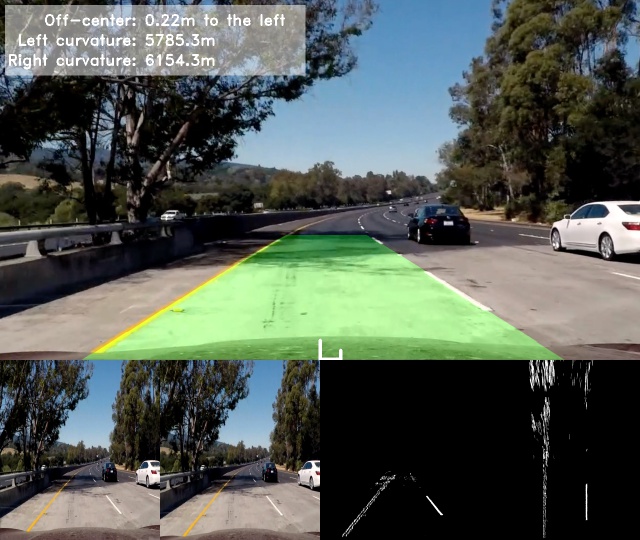 Off-center: 0.22m to the left
Left curvature: 5785.3m
Right curvature: 6154.3m